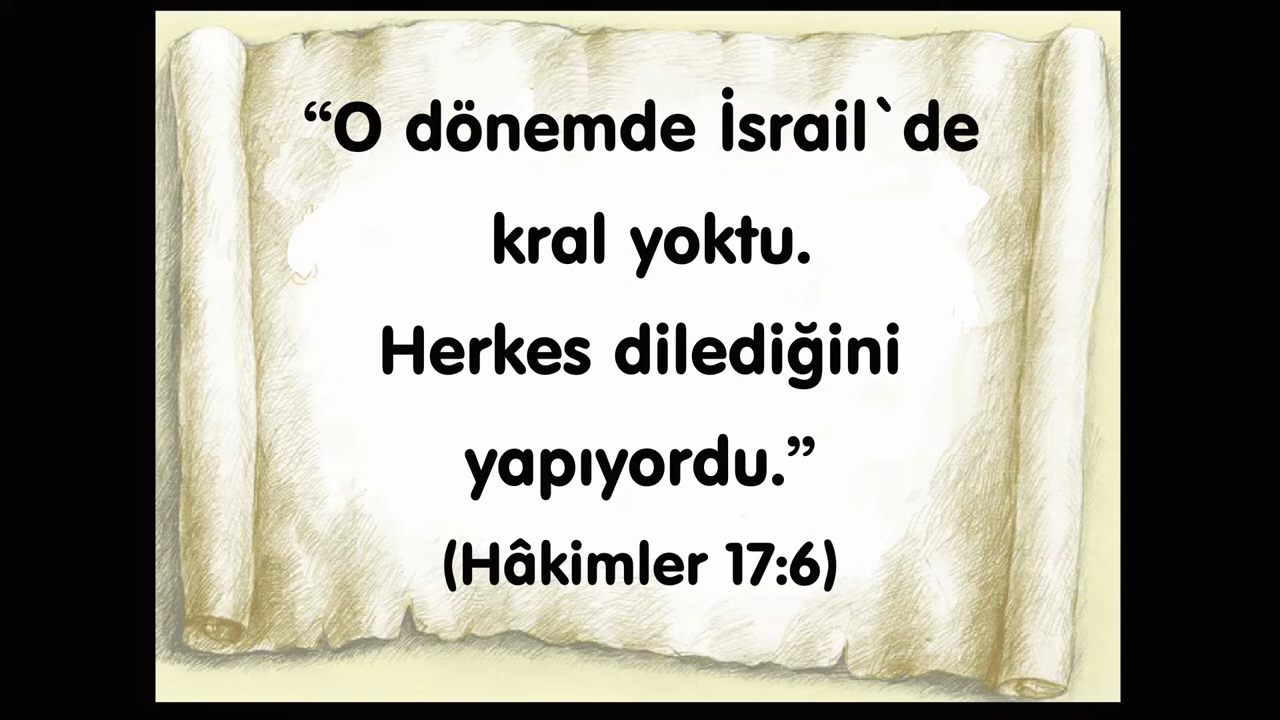 “O dönemde İsrail`de
kral yoktu.
Herkes dilediğini
yapıyordu.”
(Hâkimler 17:6)